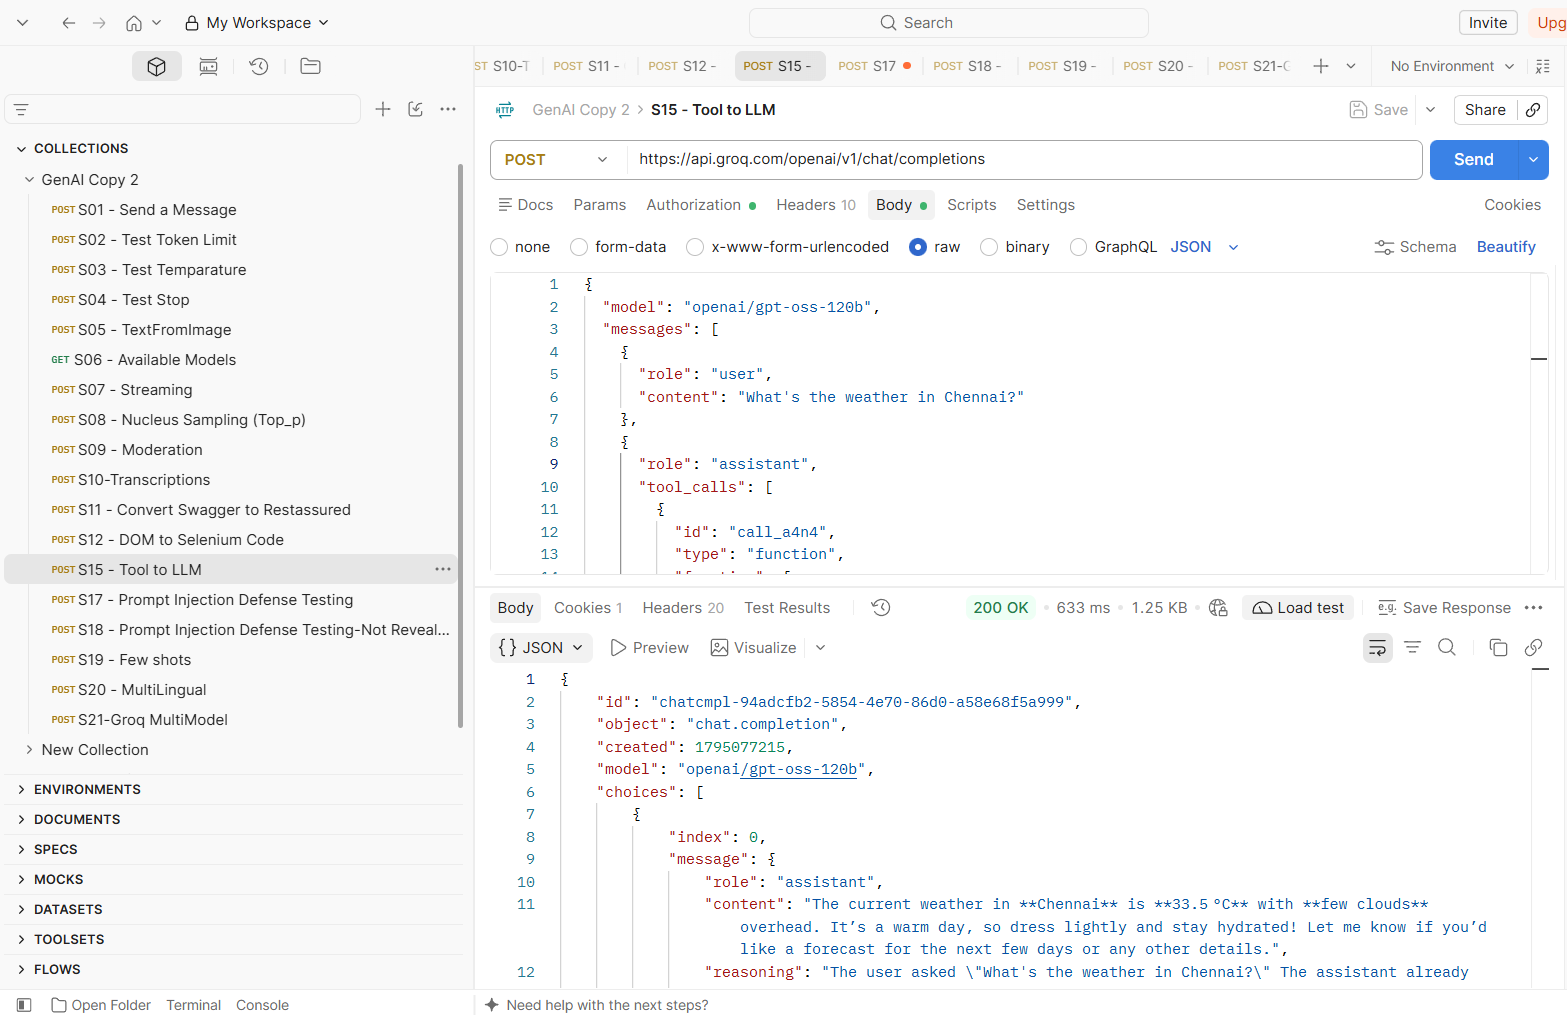 My Workspace
Search
Invite
Upg
ST S10-T
POST S11 -
POST S12 -
POST S15 -
POST S17
POST S18 -
POST S19 -
POST S20 -
POST S21-G
No Environment
HTTP GenAI Copy 2 > S15 - Tool to LLM
Save
Share
COLLECTIONS
GenAI Copy 2
POST S01 - Send a Message
POST S02 - Test Token Limit
POST S03 - Test Temparature
POST S04 - Test Stop
POST S05 - TextFromImage
GET S06 - Available Models
POST S07 - Streaming
POST S08 - Nucleus Sampling (Top_p)
POST S09 - Moderation
POST S10-Transcriptions
POST S11 - Convert Swagger to Restassured
POST S12 - DOM to Selenium Code
POST S15 - Tool to LLM
POST S17 - Prompt Injection Defense Testing
POST S18 - Prompt Injection Defense Testing-Not Reveal...
POST S19 - Few shots
POST S20 - MultiLingual
POST S21-Groq MultiModel
New Collection
ENVIRONMENTS
DOCUMENTS
SPECS
MOCKS
DATASETS
TOOLSETS
FLOWS
POST
https://api.groq.com/openai/v1/chat/completions
Send
Docs Params Authorization Headers 10 Body Scripts Settings Cookies
none form-data x-www-form-urlencoded raw binary GraphQL JSON Schema Beautify
1 {
2 "model": "openai/gpt-oss-120b",
3 "messages": [
4 {
5 "role": "user",
6 "content": "What's the weather in Chennai?"
7 },
8 {
9 "role": "assistant",
10 "tool_calls": [
11 {
12 "id": "call_a4n4",
13 "type": "function",
Body Cookies 1 Headers 20 Test Results 200 OK 633 ms 1.25 KB Load test e.g. Save Response
{} JSON Preview Visualize
1 {
2 "id": "chatcmpl-94adcfb2-5854-4e70-86d0-a58e68f5a999",
3 "object": "chat.completion",
4 "created": 1795077215,
5 "model": "openai/gpt-oss-120b",
6 "choices": [
7 {
8 "index": 0,
9 "message": {
10 "role": "assistant",
11 "content": "The current weather in **Chennai** is **33.5 °C** with **few clouds**
overhead. It’s a warm day, so dress lightly and stay hydrated! Let me know if you’d
like a forecast for the next few days or any other details.",
12 "reasoning": "The user asked \"What's the weather in Chennai?\" The assistant already
Open Folder Terminal Console
Need help with the next steps?